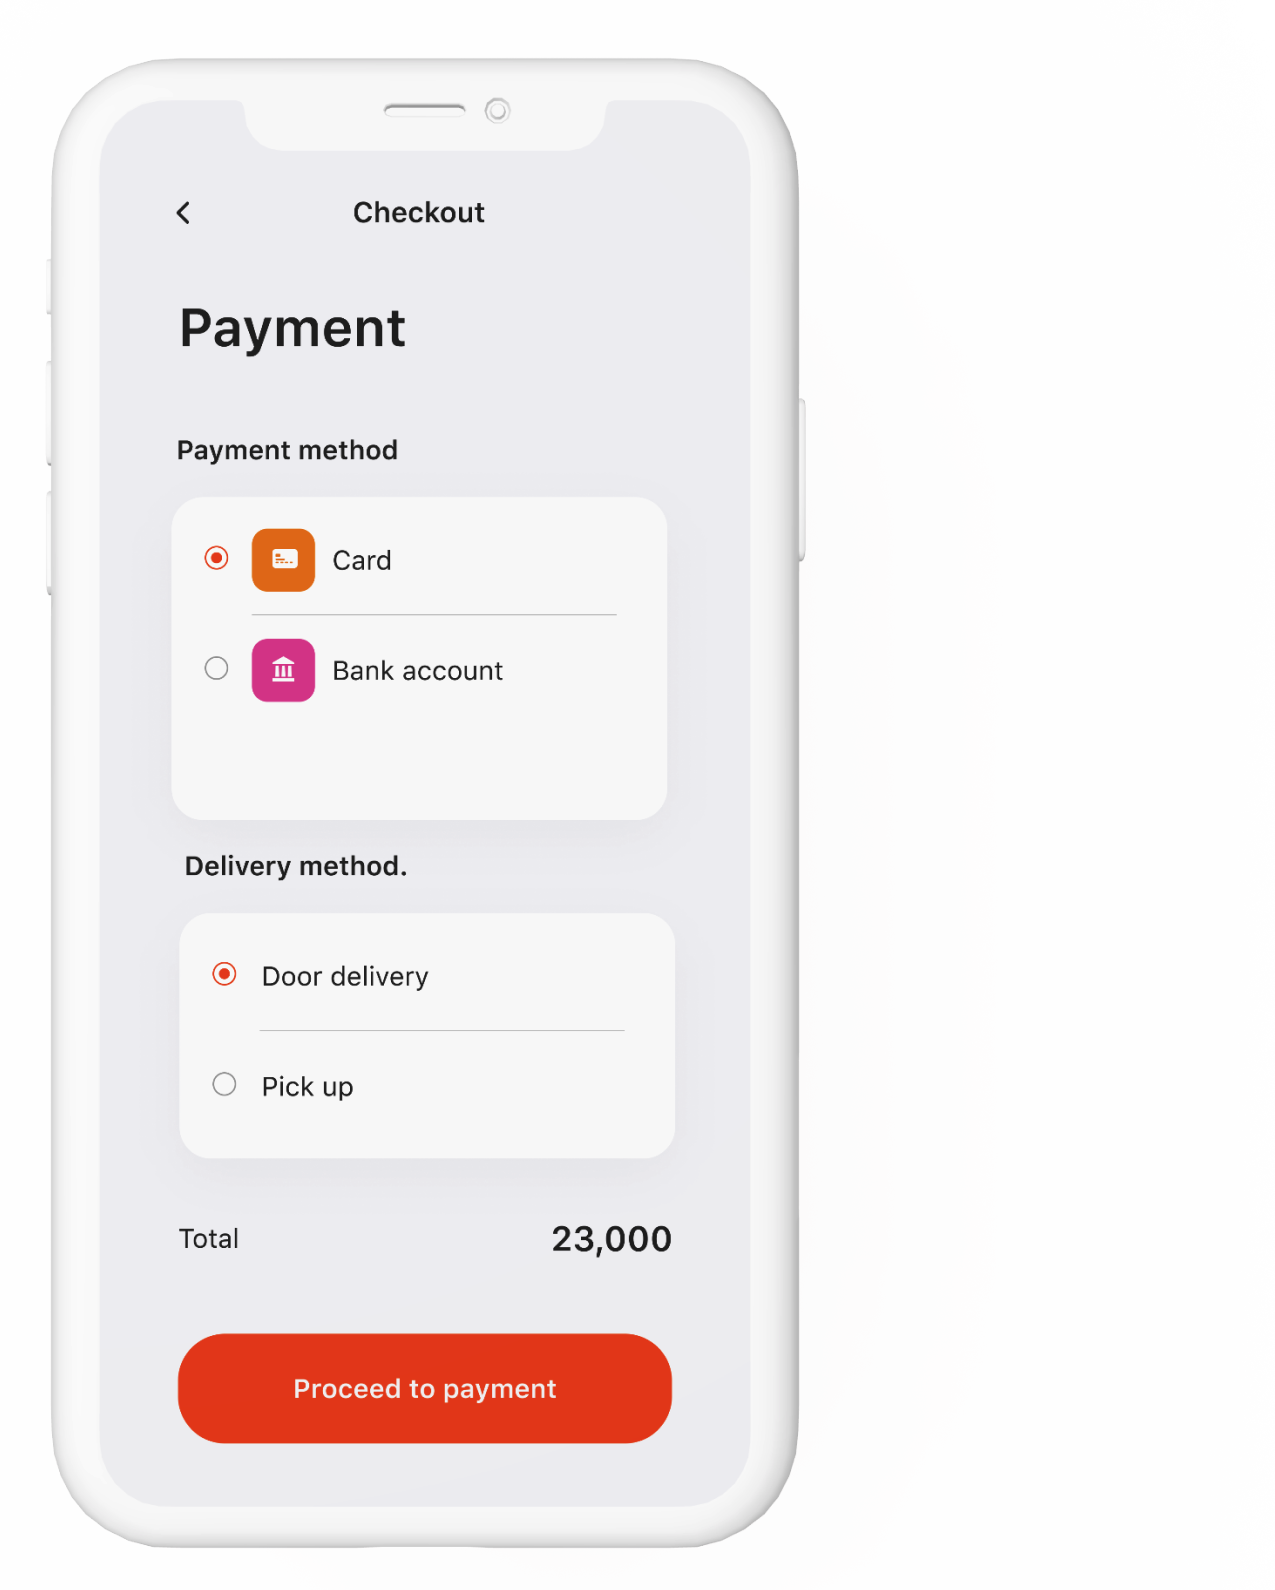 Checkout
Payment
Payment method
Card
Bank account
Delivery method.
Door delivery
Pick up
Total 23,000
Proceed to payment